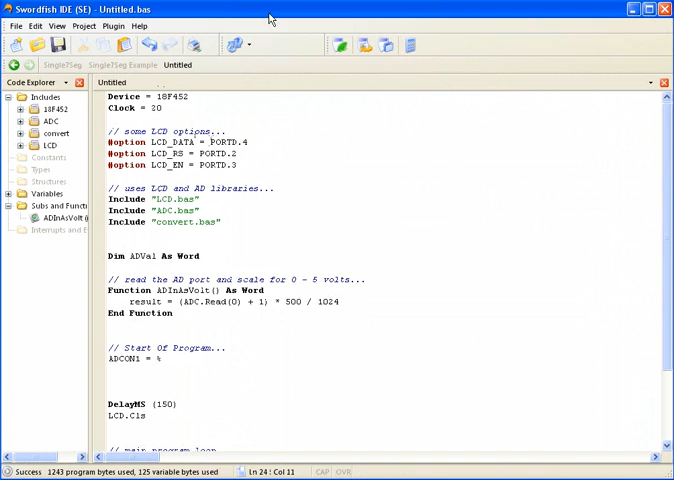 Swordfish IDE (SE) - Untitled.bas
File Edit View Project Plugin Help
Single7Seg Single7Seg Example Untitled
Code Explorer
Untitled
Includes
18F452
ADC
convert
LCD
Constants
Types
Structures
Variables
Subs and Functi
ADInAsVolt (
Interrupts and E
Device = 18F452
Clock = 20
// some LCD options...
#option LCD_DATA = PORTD.4
#option LCD_RS = PORTD.2
#option LCD_EN = PORTD.3
// uses LCD and AD libraries...
Include "LCD.bas"
Include "ADC.bas"
Include "convert.bas"
Dim ADVal As Word
// read the AD port and scale for 0 - 5 volts...
Function ADInAsVolt() As Word
result = (ADC.Read(0) + 1) * 500 / 1024
End Function
// Start Of Program...
ADCON1 = %
DelayMS (150)
LCD.Cls
// main program loop
Success 1243 program bytes used, 125 variable bytes used Ln 24 : Col 11 CAP OVR